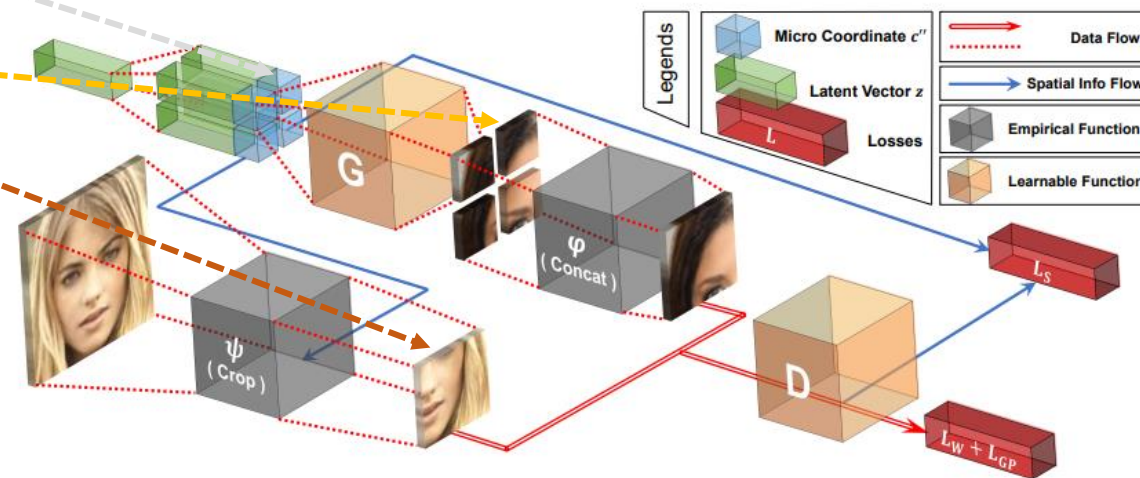 Legends
Micro Coordinate c′′
Latent Vector z
L
Losses
Data Flow
Spatial Info Flow
Empirical Function
Learnable Function
G
φ
( Concat )
ψ
( Crop )
D
L_S
L_W + L_GP